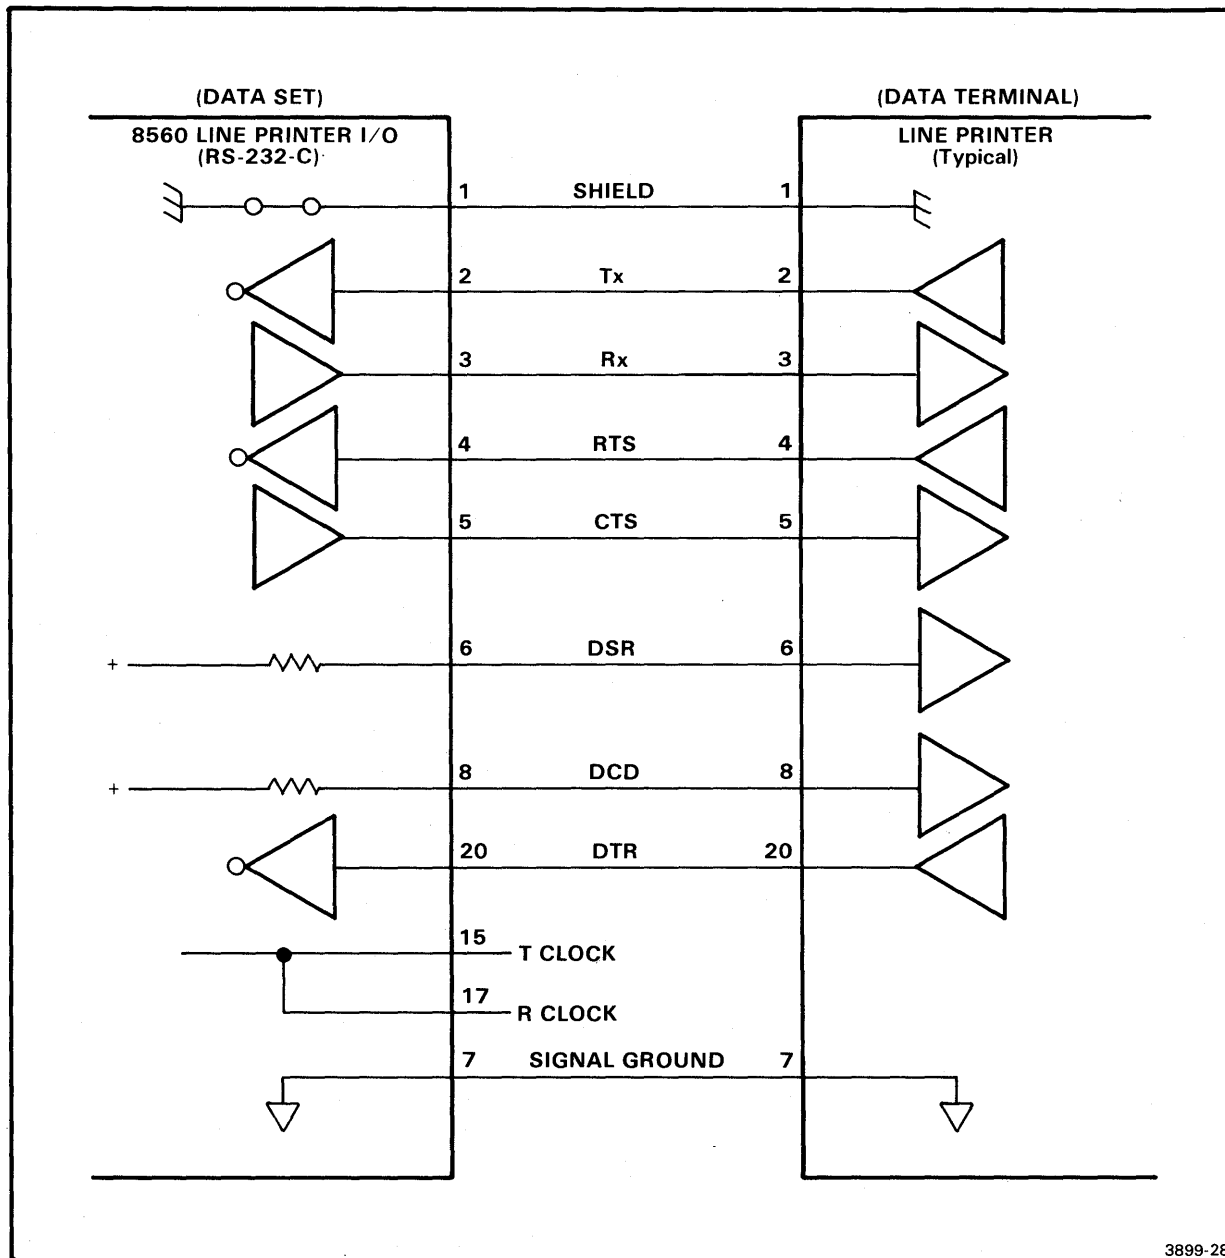 (DATA SET) (DATA TERMINAL)
8560 LINE PRINTER I/O LINE PRINTER
(RS-232-C) (Typical)
1 SHIELD 1
2 Tx 2
3 Rx 3
4 RTS 4
5 CTS 5
+ 6 DSR 6
+ 8 DCD 8
20 DTR 20
15 T CLOCK
17 R CLOCK
7 SIGNAL GROUND 7
3899-28